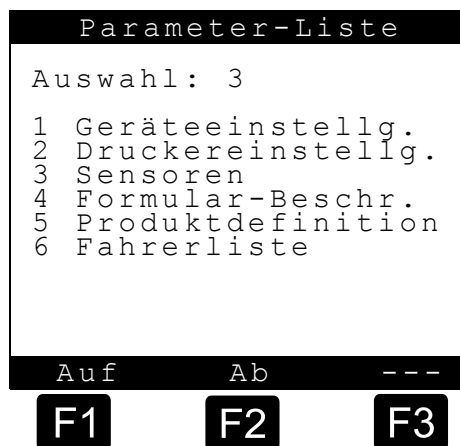 Parameter-Liste
Auswahl: 3
1 Geräteeinstellg.
2 Druckereinstellg.
3 Sensoren
4 Formular-Beschr.
5 Produktdefinition
6 Fahrerliste
Auf Ab ---
F1 F2 F3